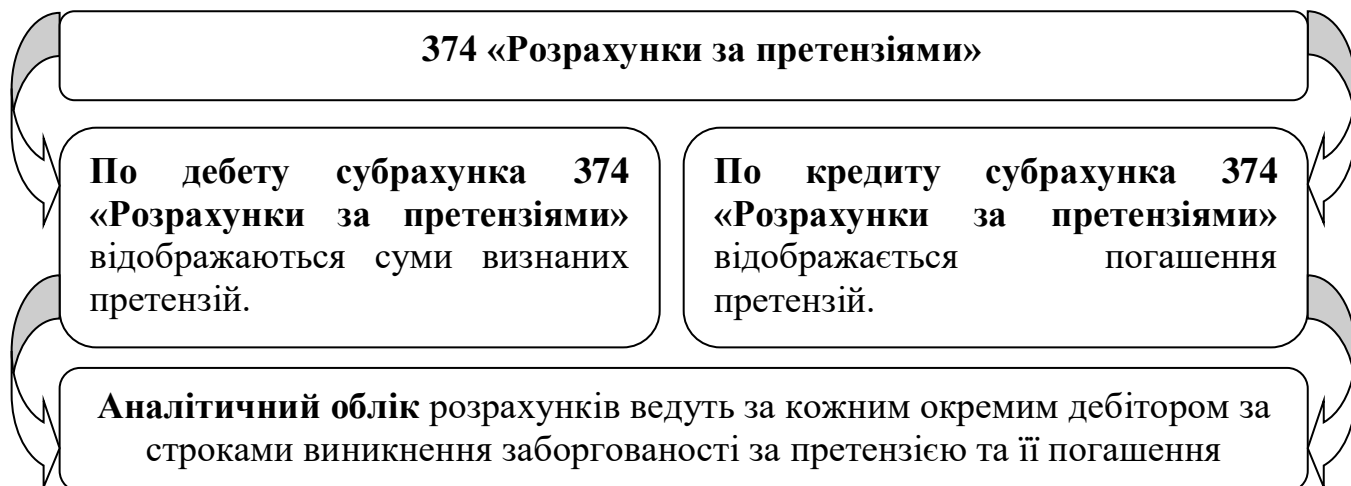 374 «Розрахунки за претензіями»
По дебету субрахунка 374
«Розрахунки за претензіями»
відображаються суми визнаних
претензій.
По кредиту субрахунка 374
«Розрахунки за претензіями»
відображається погашення
претензій.
Аналітичний облік розрахунків ведуть за кожним окремим дебітором за
строками виникнення заборгованості за претензією та її погашення